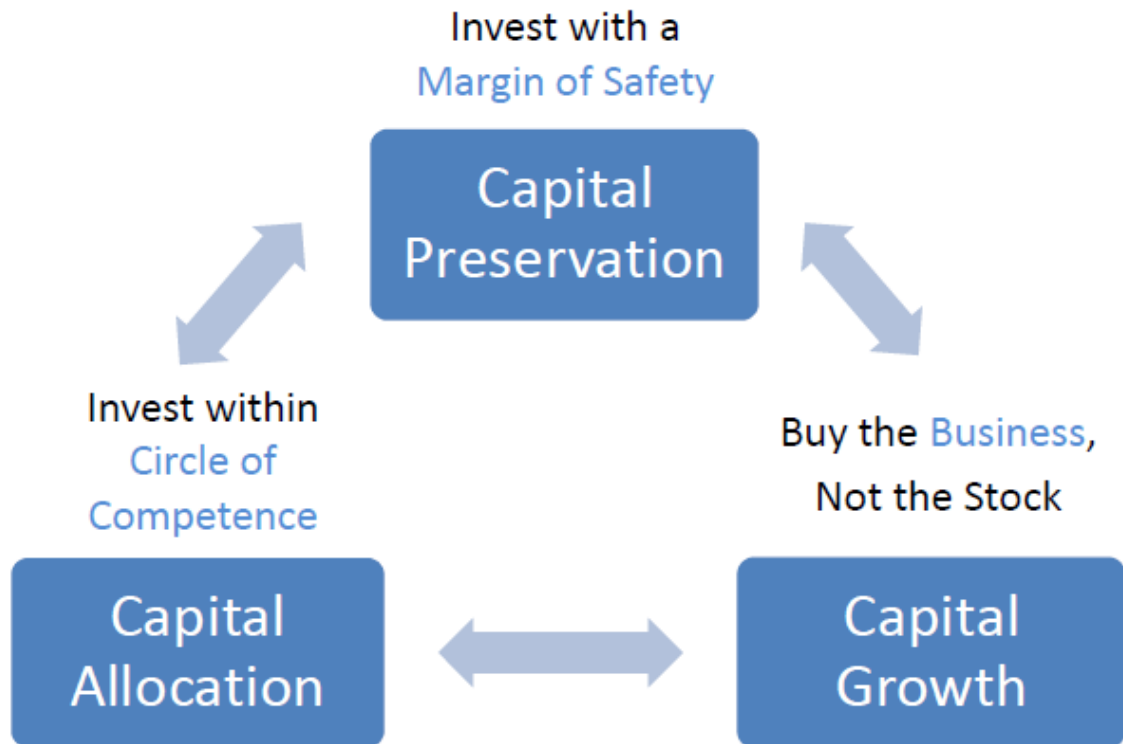 Invest with a
Margin of Safety
Capital
Preservation
Invest within
Circle of
Competence
Buy the Business,
Not the Stock
Capital
Allocation
Capital
Growth